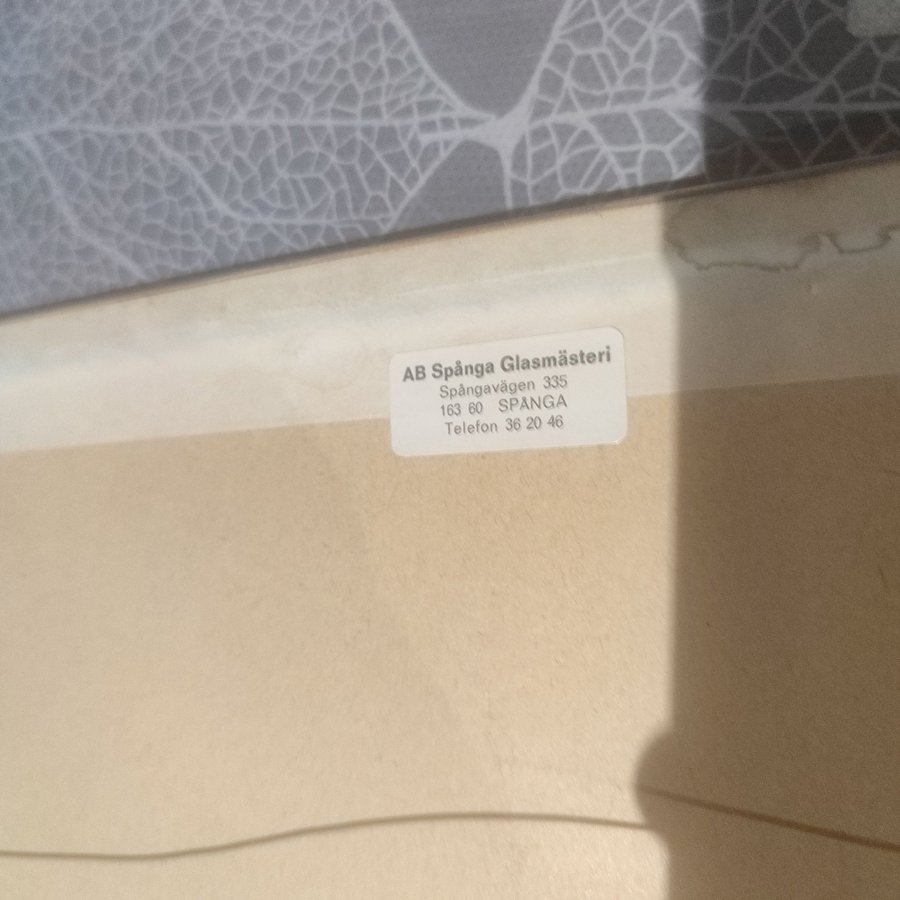 AB Spånga Glasmästeri
Spångavägen 335
163 60 SPÅNGA
Telefon 36 20 46